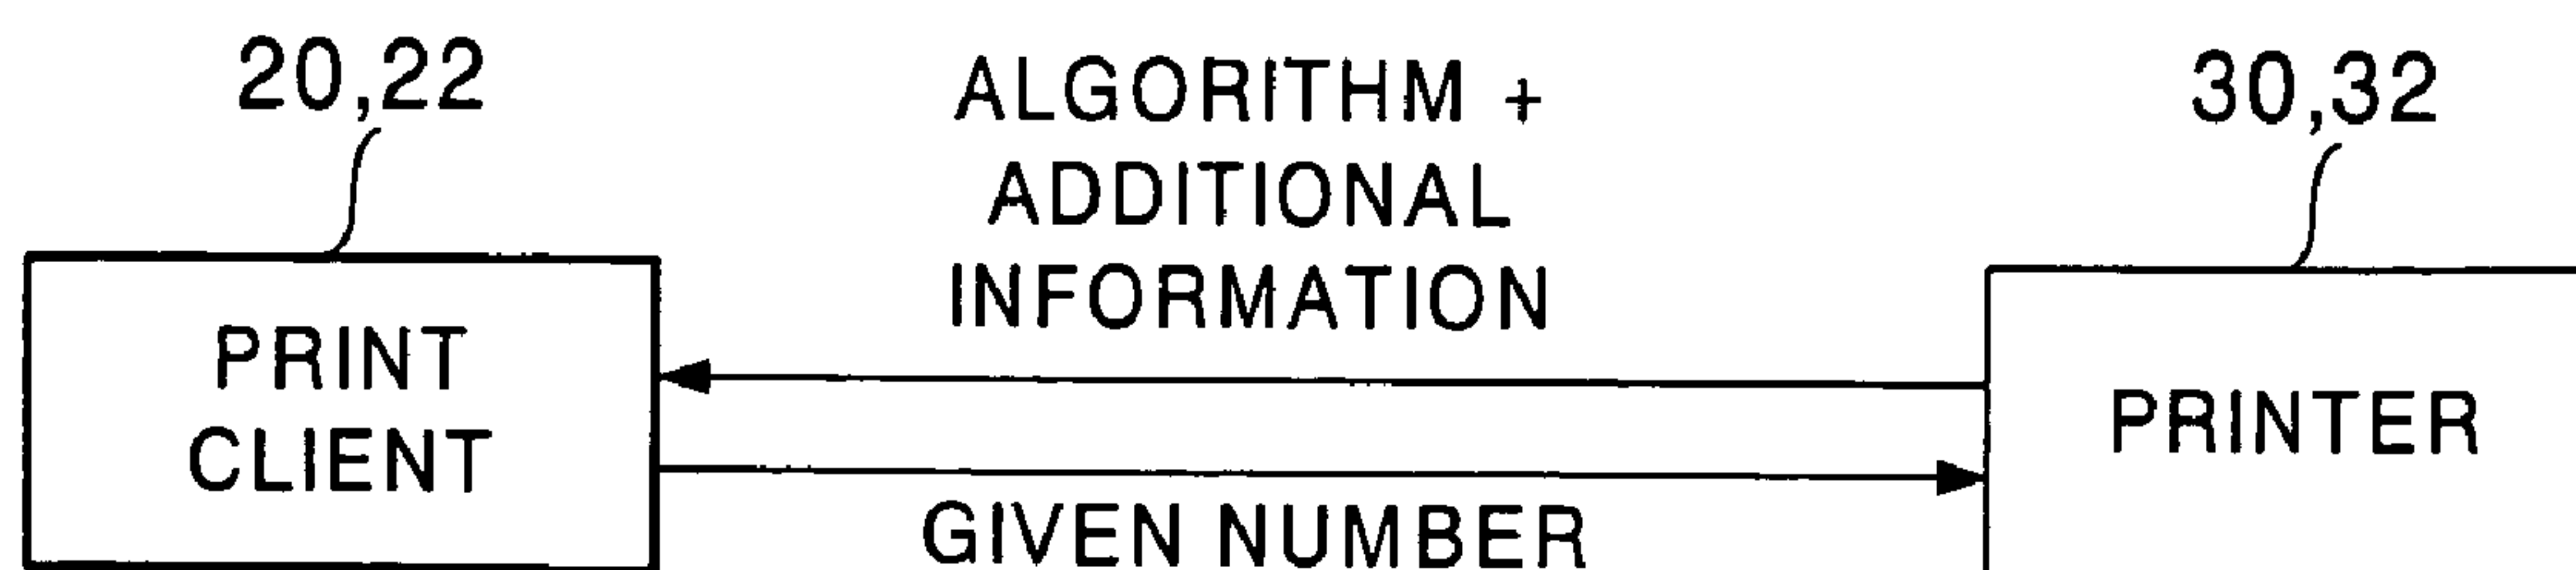 20,22
ALGORITHM +
ADDITIONAL
INFORMATION
30,32
PRINT
CLIENT
PRINTER
GIVEN NUMBER